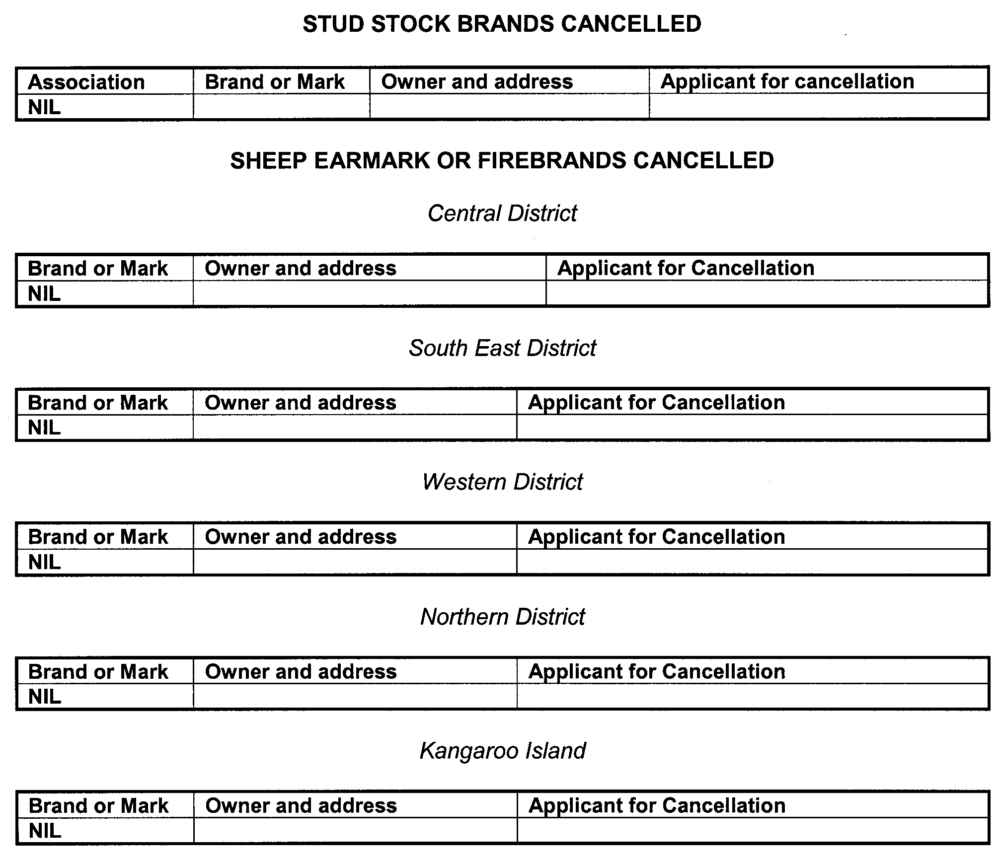 STUD STOCK BRANDS CANCELLED
Association Brand or Mark Owner and address Applicant for cancellation
NIL
SHEEP EARMARK OR FIREBRANDS CANCELLED
Central District
Brand or Mark Owner and address Applicant for Cancellation
NIL
South East District
Brand or Mark Owner and address Applicant for Cancellation
NIL
Western District
Brand or Mark Owner and address Applicant for Cancellation
NIL
Northern District
Brand or Mark Owner and address Applicant for Cancellation
NIL
Kangaroo Island
Brand or Mark Owner and address Applicant for Cancellation
NIL